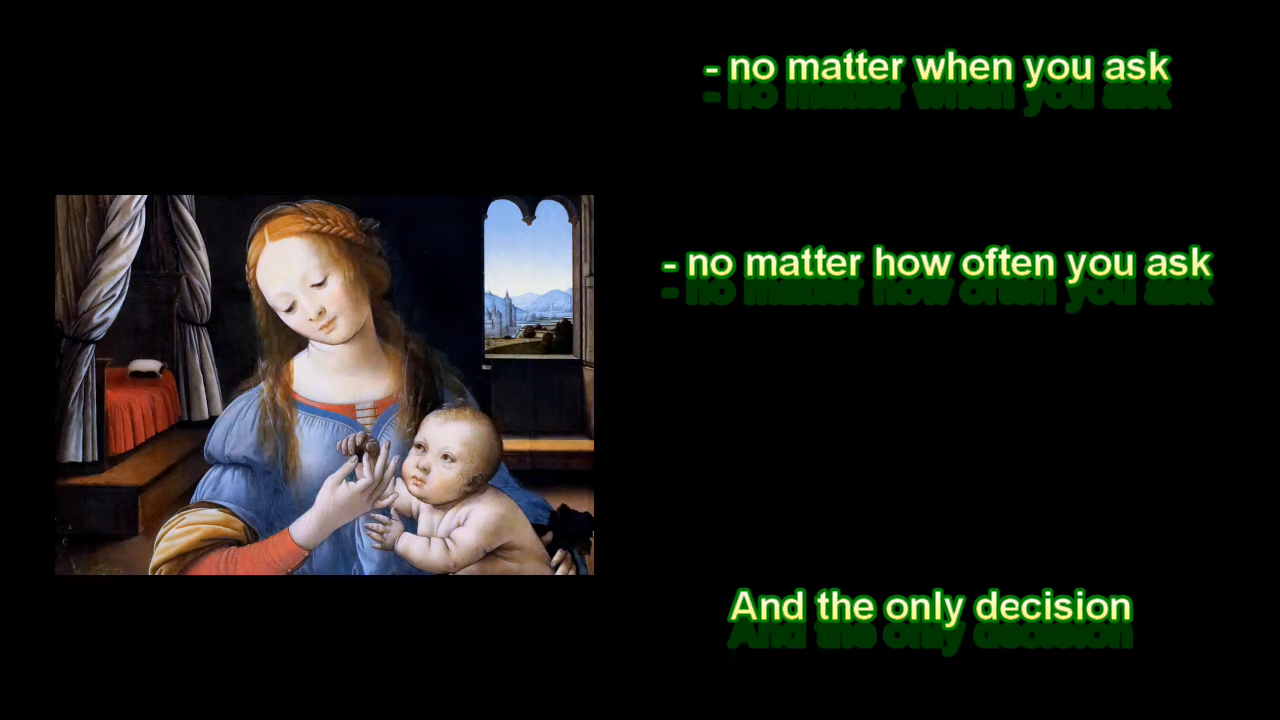 - no matter when you ask
- no matter how often you ask
And the only decision